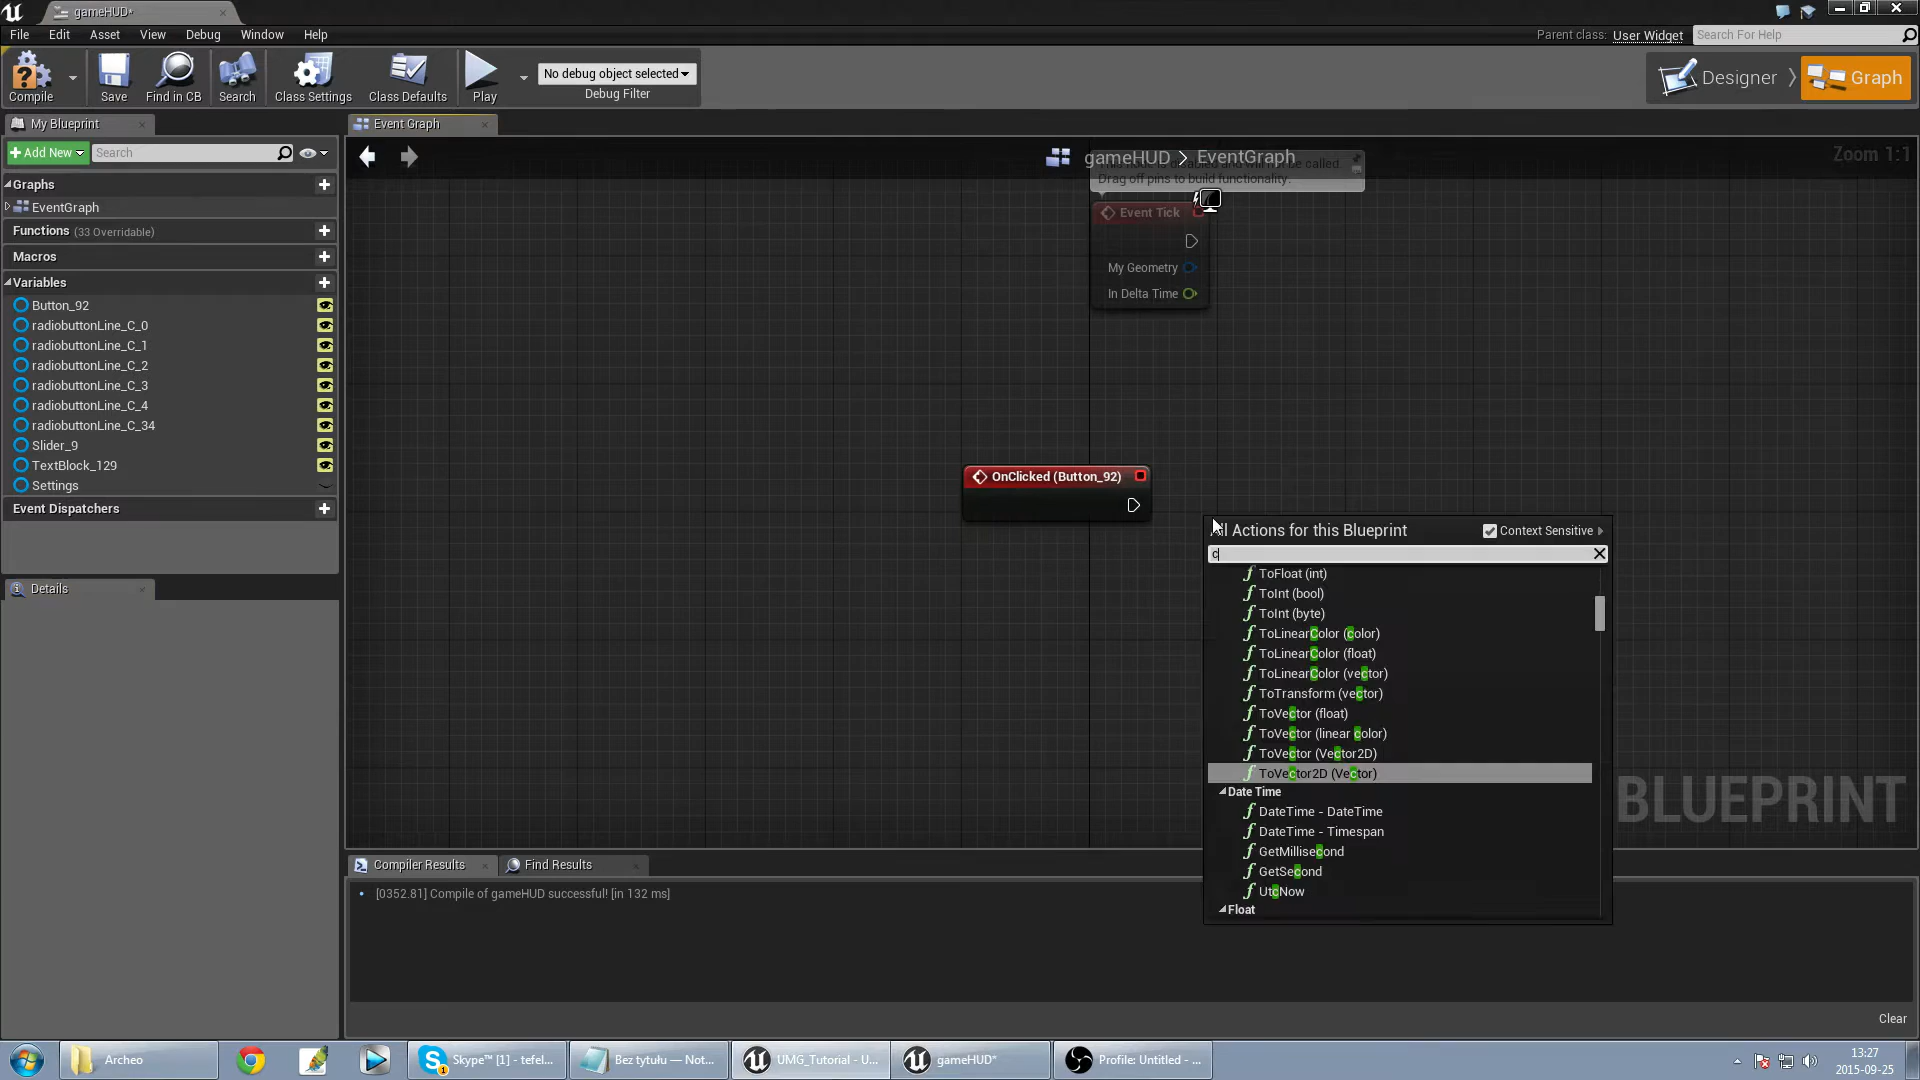 gameHUD*
File Edit Asset View Debug Window Help
Parent class: User Widget Search For Help
Compile Save Find in CB Search Class Settings Class Defaults Play
No debug object selected
Debug Filter
Designer Graph
My Blueprint
Event Graph
Add New Search
gameHUD > EventGraph
Zoom 1:1
Drag off pins to build functionality.
Graphs
EventGraph
Functions (33 Overridable)
Macros
Variables
Button_92
radiobuttonLine_C_0
radiobuttonLine_C_1
radiobuttonLine_C_2
radiobuttonLine_C_3
radiobuttonLine_C_4
radiobuttonLine_C_34
Slider_9
TextBlock_129
Settings
Event Dispatchers
Details
Event Tick
My Geometry
In Delta Time
OnClicked (Button_92)
All Actions for this Blueprint Context Sensitive
c
ToFloat (int)
ToInt (bool)
ToInt (byte)
ToLinearColor (color)
ToLinearColor (float)
ToLinearColor (vector)
ToTransform (vector)
ToVector (float)
ToVector (linear color)
ToVector (Vector2D)
ToVector2D (Vector)
Date Time
DateTime - DateTime
DateTime - Timespan
GetMillisecond
GetSecond
UtcNow
Float
BLUEPRINT
Compiler Results Find Results
[0352.81] Compile of gameHUD successful! [in 132 ms]
Clear
Archeo
Skype™ [1] - tefel...
Bez tytułu — Not...
UMG_Tutorial - U...
gameHUD*
Profile: Untitled - ...
13:27
2015-09-25